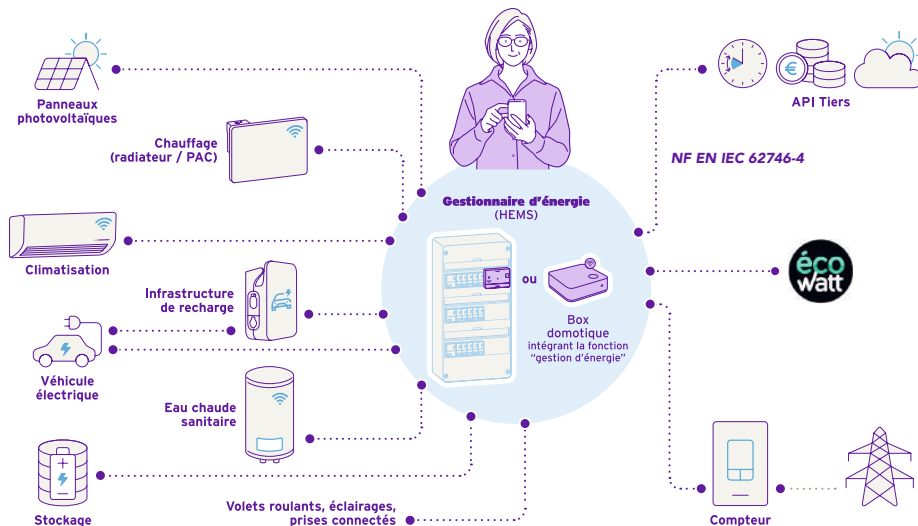 Panneaux
photovoltaïques
Chauffage
(radiateur / PAC)
Climatisation
Infrastructure
de recharge
Véhicule
électrique
Eau chaude
sanitaire
Stockage
Volets roulants, éclairages,
prises connectés
Gestionnaire d'énergie
(HEMS)
ou
Box
domotique
intégrant la fonction
"gestion d'énergie"
€
API Tiers
NF EN IEC 62746-4
éco
watt
Compteur